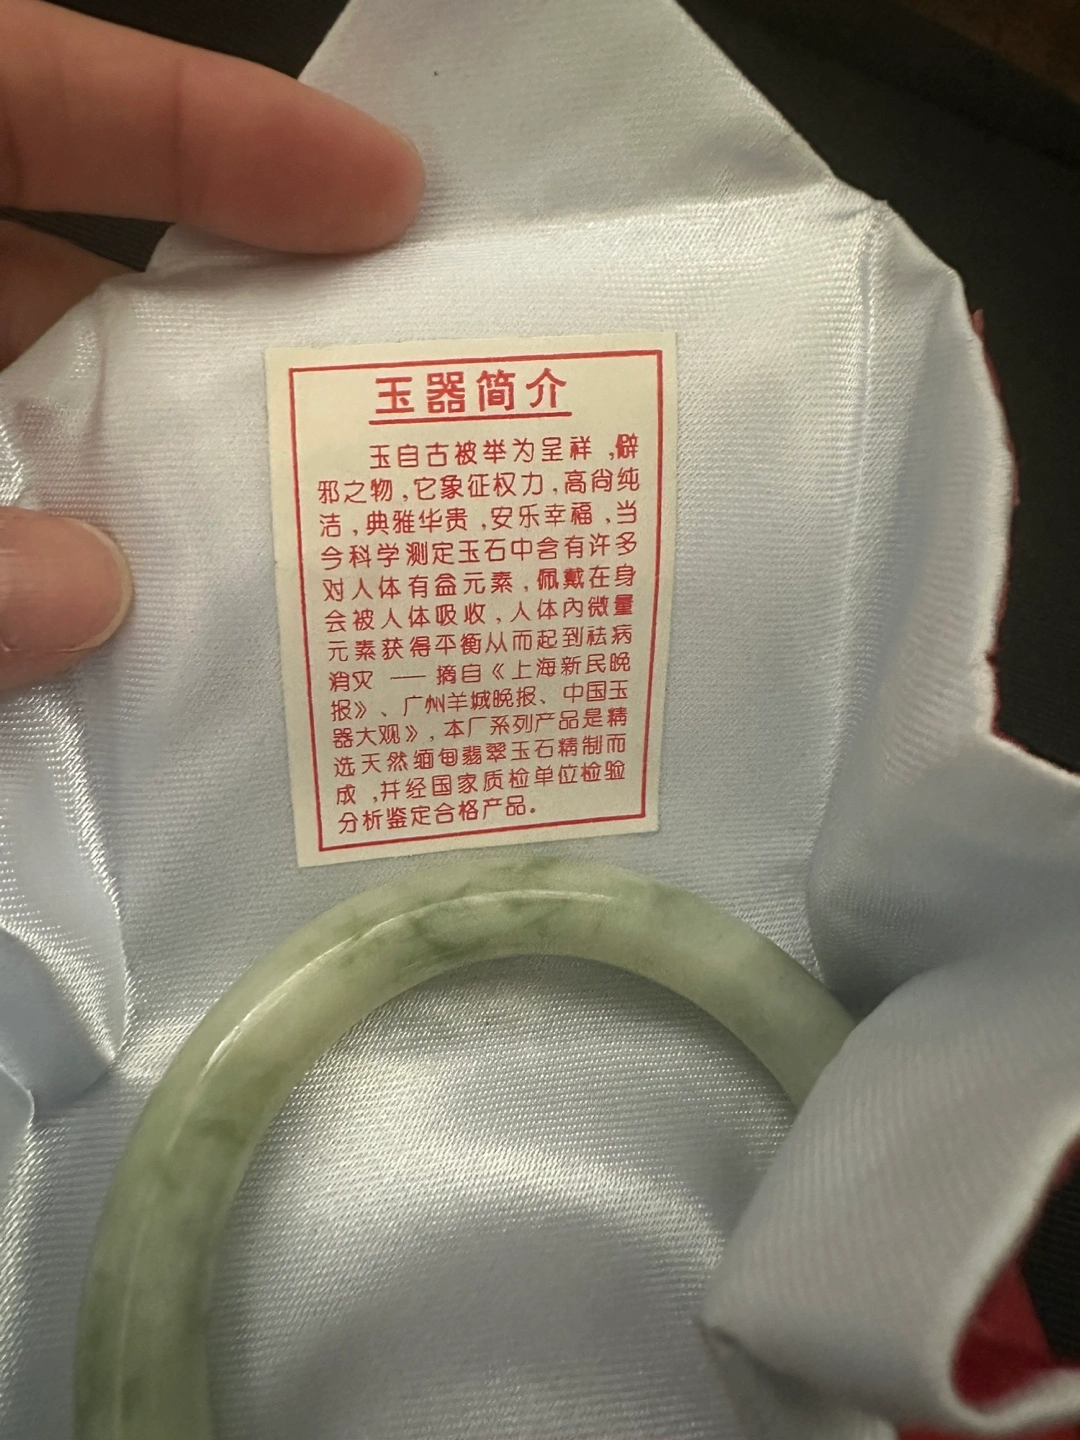 玉器简介
玉自古被举为呈祥,辟
邪之物,它象征权力,高尚纯
洁,典雅华贵,安乐幸福,当
今科学测定玉石中含有许多
对人体有益元素,佩戴在身
会被人体吸收,人体内微量
元素获得平衡从而起到祛病
消灾 —— 摘自《上海新民晚
报》、广州羊城晚报、中国玉
器大观》,本厂系列产品是精
选天然缅甸翡翠玉石精制而
成,并经国家质检单位检验
分析鉴定合格产品。